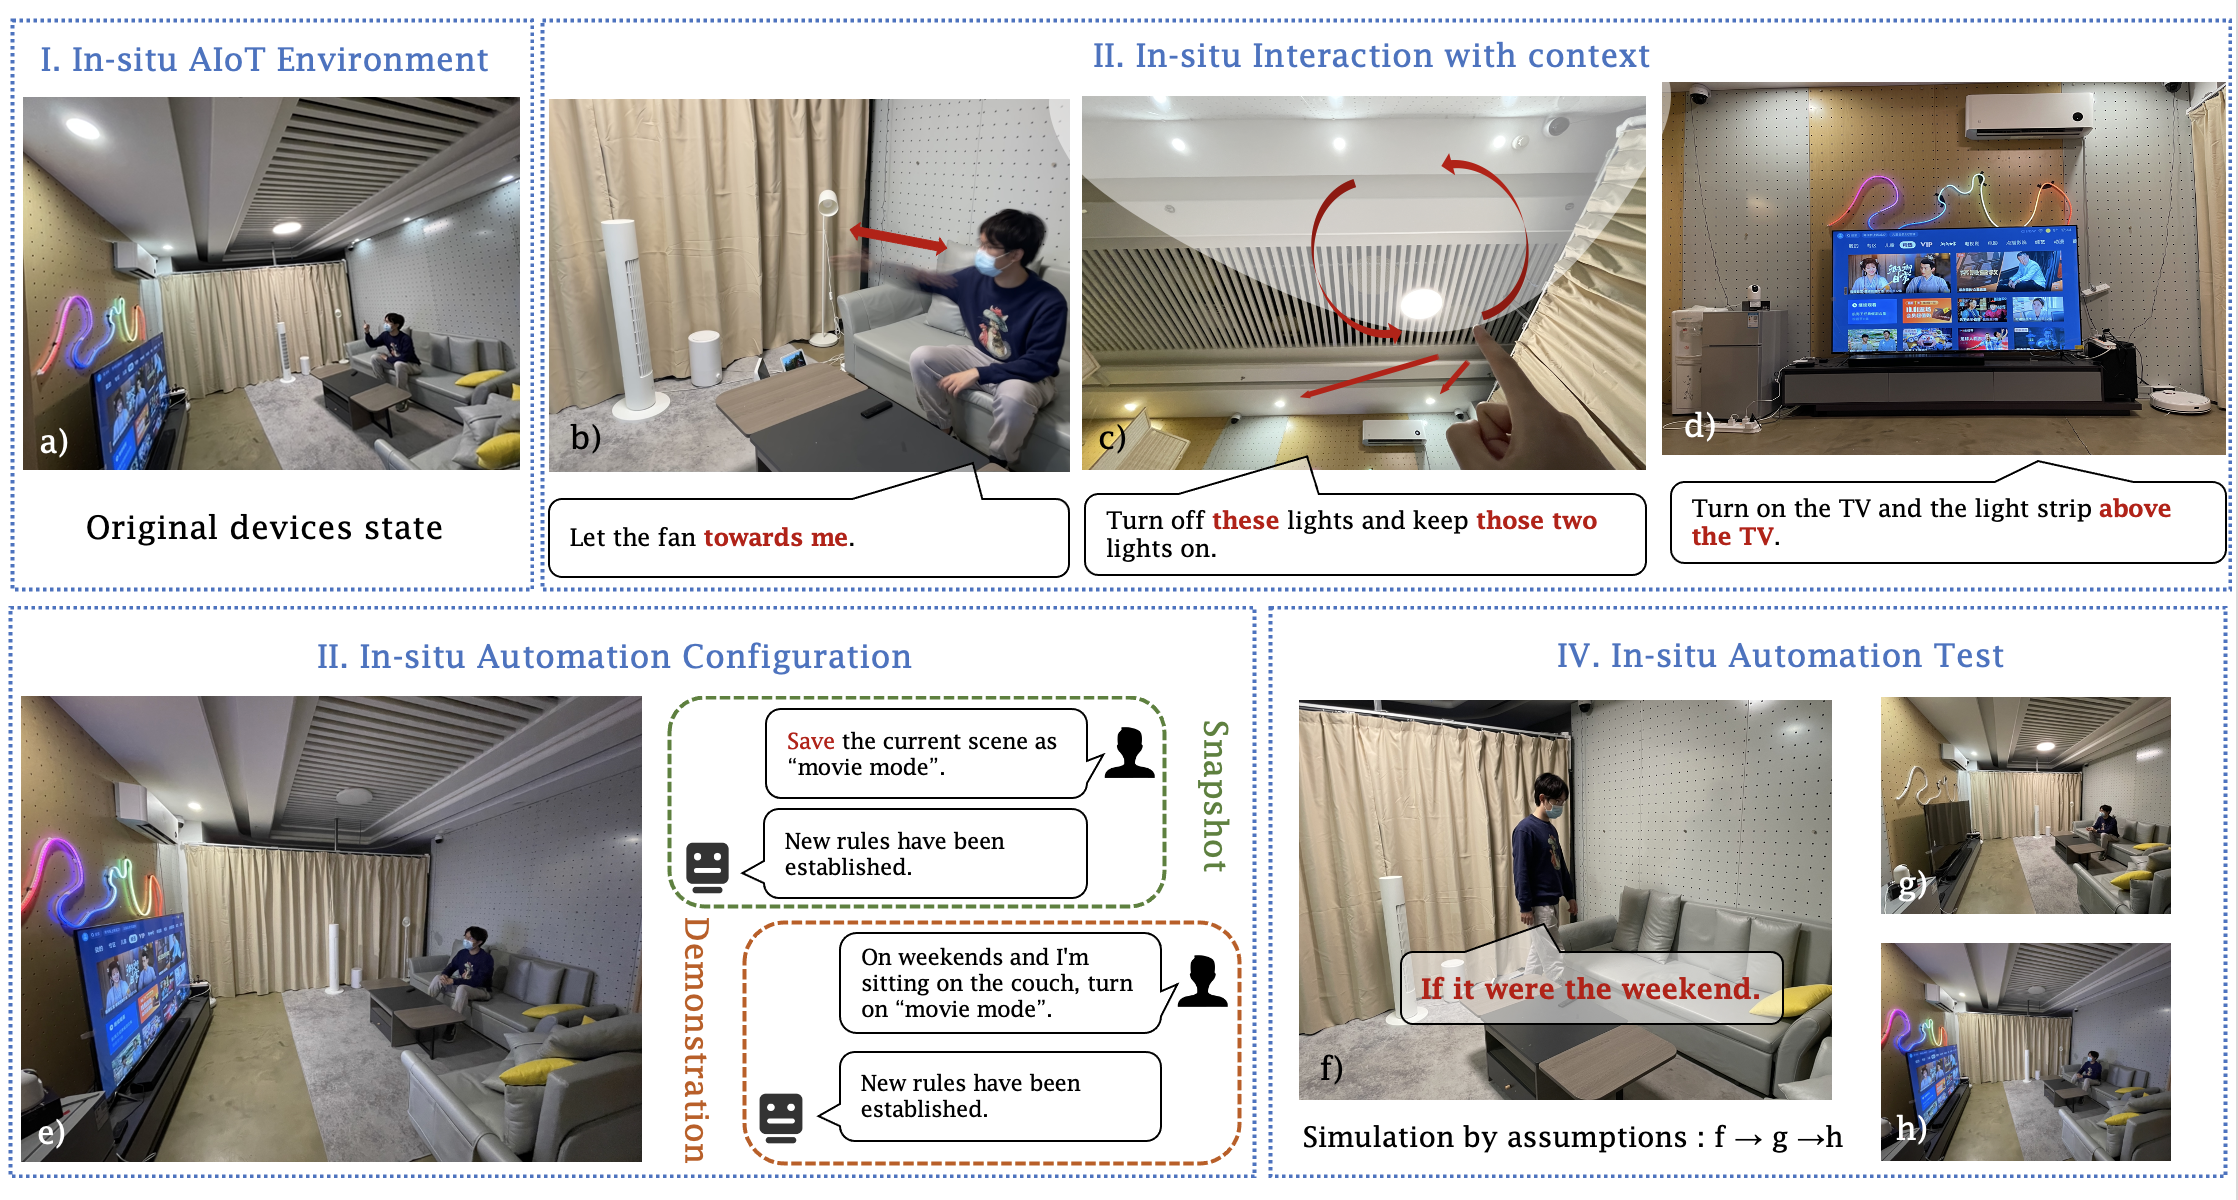 I. In-situ AIoT Environment
a)
Original devices state
II. In-situ Interaction with context
b)
Let the fan towards me.
c)
Turn off these lights and keep those two
lights on.
VIP
d)
Turn on the TV and the light strip above
the TV.
II. In-situ Automation Configuration
e)
Save the current scene as
“movie mode”.
New rules have been
established.
Snapshot
Demonstration
On weekends and I'm
sitting on the couch, turn
on “movie mode”.
New rules have been
established.
IV. In-situ Automation Test
If it were the weekend.
f)
g)
h)
Simulation by assumptions : f → g →h